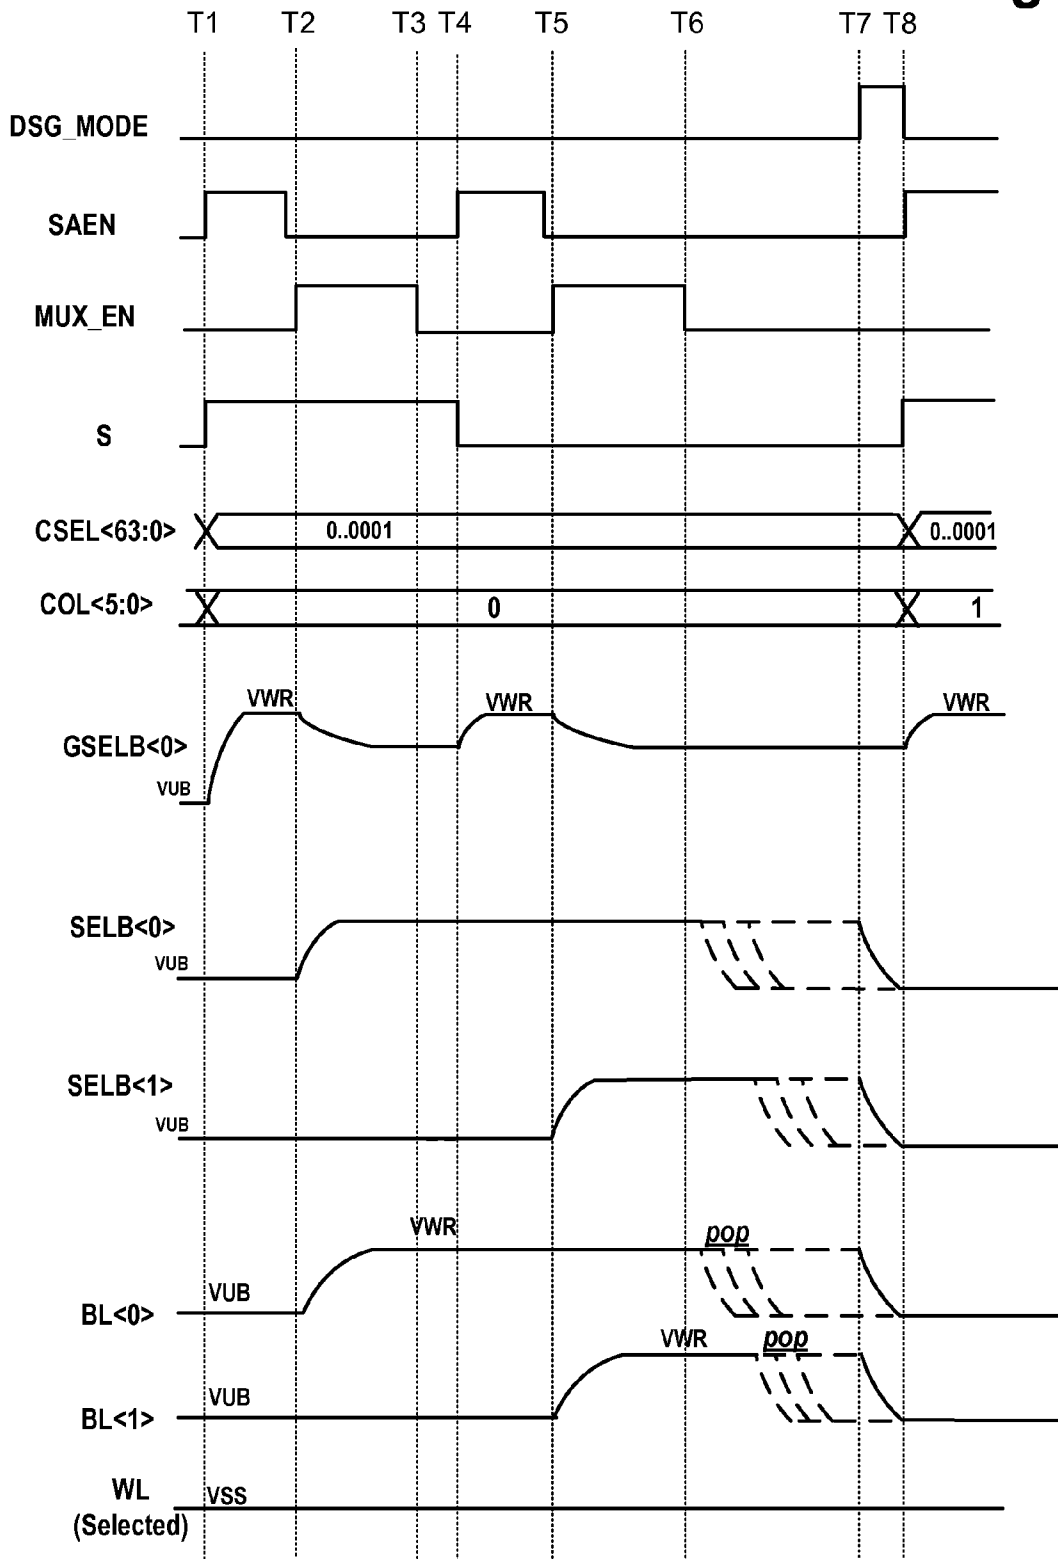 T1 T2 T3 T4 T5 T6 T7 T8
DSG_MODE
SAEN
MUX_EN
S
CSEL<63:0> 0..0001 0..0001
COL<5:0> 0 1
VWR VWR VWR
GSELB<0>
VUB
SELB<0>
VUB
SELB<1>
VUB
VWR pop
VUB
BL<0>
VWR pop
VUB
BL<1>
WL VSS
(Selected)